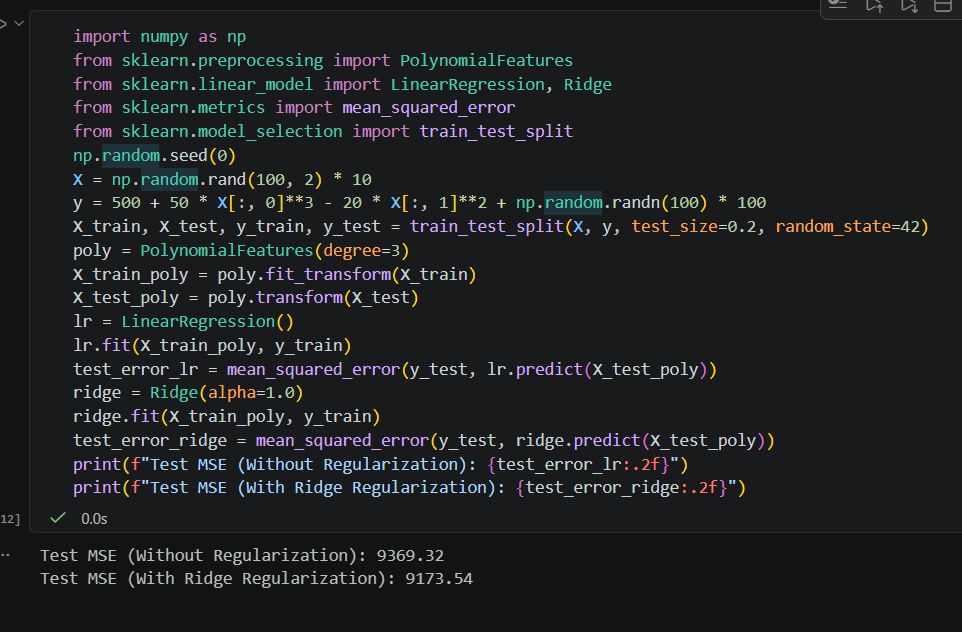 import numpy as np
from sklearn.preprocessing import PolynomialFeatures
from sklearn.linear_model import LinearRegression, Ridge
from sklearn.metrics import mean_squared_error
from sklearn.model_selection import train_test_split
np.random.seed(0)
X = np.random.rand(100, 2) * 10
y = 500 + 50 * X[:, 0]**3 - 20 * X[:, 1]**2 + np.random.randn(100) * 100
X_train, X_test, y_train, y_test = train_test_split(X, y, test_size=0.2, random_state=42)
poly = PolynomialFeatures(degree=3)
X_train_poly = poly.fit_transform(X_train)
X_test_poly = poly.transform(X_test)
lr = LinearRegression()
lr.fit(X_train_poly, y_train)
test_error_lr = mean_squared_error(y_test, lr.predict(X_test_poly))
ridge = Ridge(alpha=1.0)
ridge.fit(X_train_poly, y_train)
test_error_ridge = mean_squared_error(y_test, ridge.predict(X_test_poly))
print(f"Test MSE (Without Regularization): {test_error_lr:.2f}")
print(f"Test MSE (With Ridge Regularization): {test_error_ridge:.2f}")
12] 0.0s
Test MSE (Without Regularization): 9369.32
Test MSE (With Ridge Regularization): 9173.54